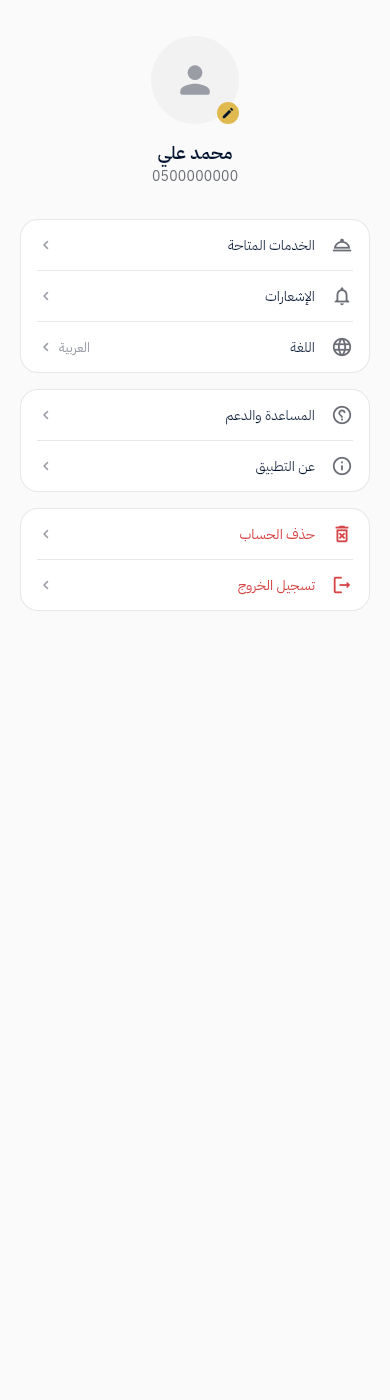 محمد علي
0500000000
الخدمات المتاحة
الإشعارات
اللغة العربية
المساعدة والدعم
عن التطبيق
حذف الحساب
تسجيل الخروج